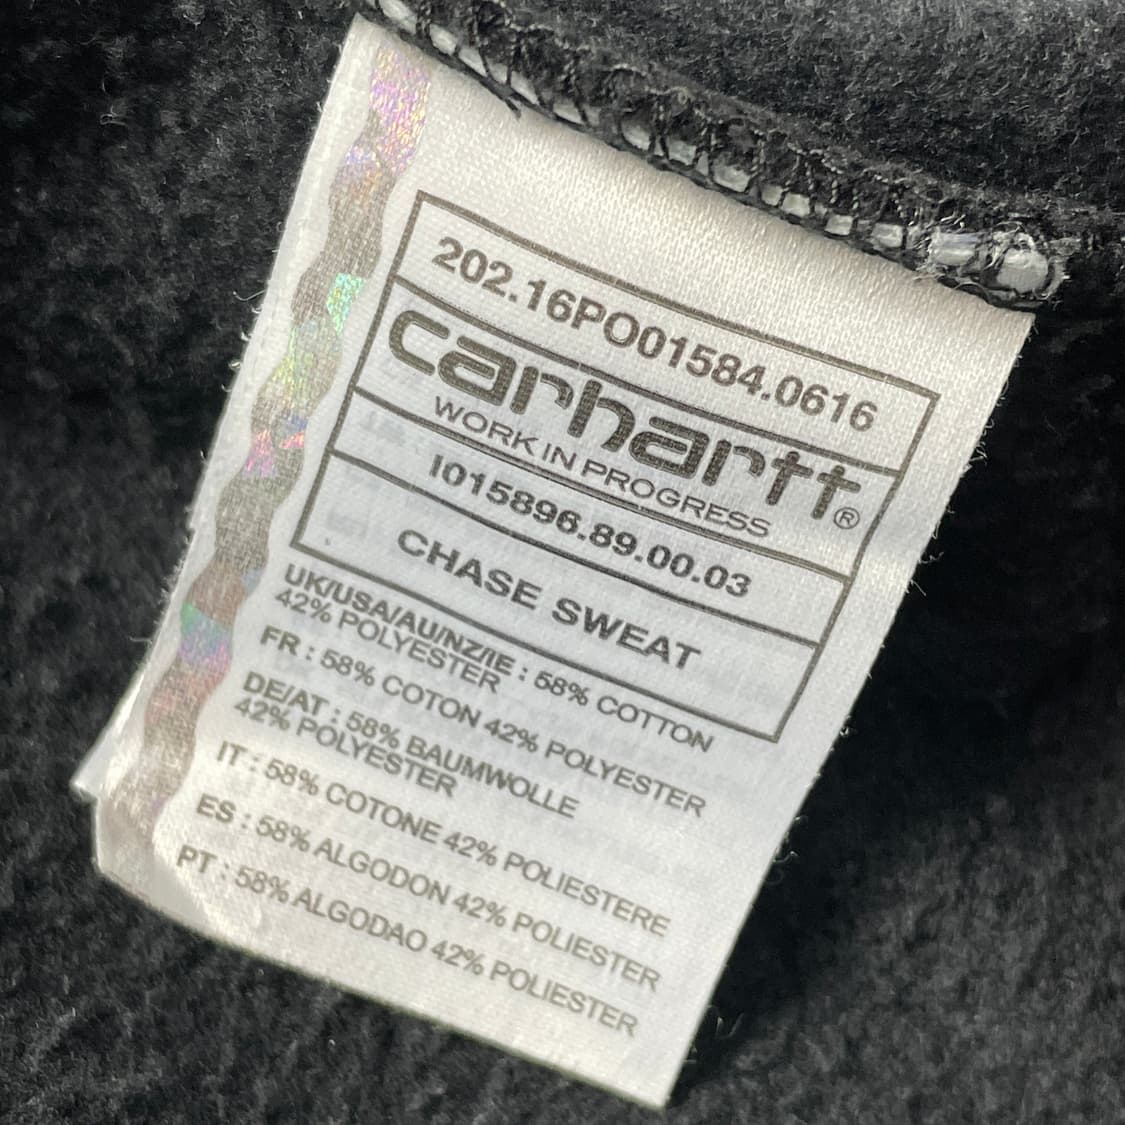 202.16PO01584.0616
carhartt®
WORK IN PROGRESS
I015896.89.00.03
CHASE SWEAT
UK/USA/AU/NZ/IE : 58% COTTON
42% POLYESTER
FR : 58% COTON 42% POLYESTER
DE/AT : 58% BAUMWOLLE
42% POLYESTER
IT : 58% COTONE 42% POLIESTERE
ES : 58% ALGODON 42% POLIESTER
PT : 58% ALGODAO 42% POLIESTER